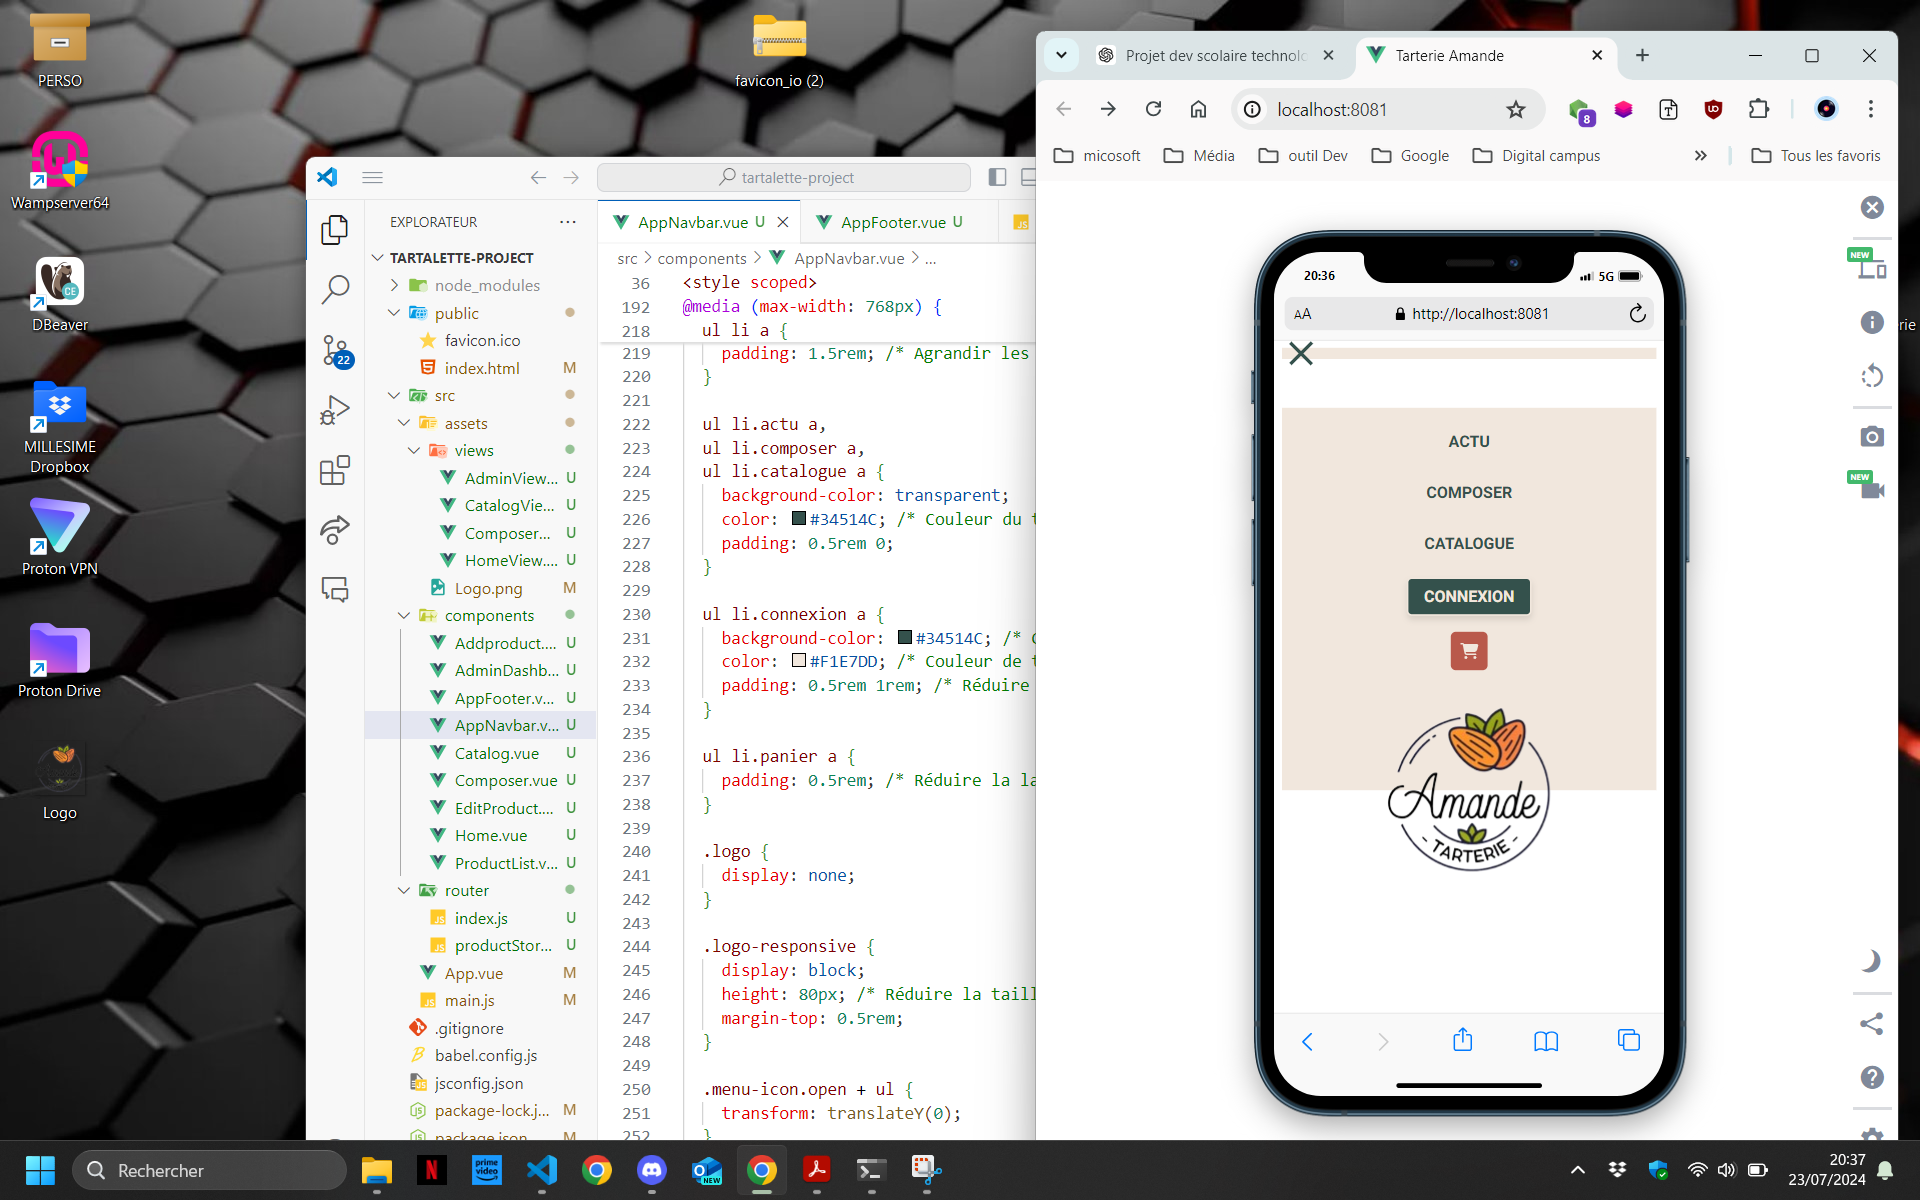 PERSO
Wampserver64
DBeaver
MILLESIME
Dropbox
Proton VPN
Proton Drive
Logo
favicon_io (2)
tartalette-project
EXPLORATEUR
TARTALETTE-PROJECT
node_modules
public
favicon.ico
index.html M
src
assets
views
AdminView... U
CatalogVie... U
Composer... U
HomeView.... U
Logo.png M
components
Addproduct.... U
AdminDashb... U
AppFooter.v... U
AppNavbar.v... U
Catalog.vue U
Composer.vue U
EditProduct.... U
Home.vue U
ProductList.v... U
router
index.js U
productStor... U
App.vue M
main.js M
.gitignore
babel.config.js
jsconfig.json
package-lock.j... M
package.json M
22
AppNavbar.vue U
AppFooter.vue U
JS
src > components > AppNavbar.vue > ...
36 <style scoped>
192 @media (max-width: 768px) {
218 ul li a {
219 padding: 1.5rem; /* Agrandir les
220 }
221
222 ul li.actu a,
223 ul li.composer a,
224 ul li.catalogue a {
225 background-color: transparent;
226 color: #34514C; /* Couleur du
227 padding: 0.5rem 0;
228 }
229
230 ul li.connexion a {
231 background-color: #34514C; /*
232 color: #F1E7DD; /* Couleur de
233 padding: 0.5rem 1rem; /* Réduire
234 }
235
236 ul li.panier a {
237 padding: 0.5rem; /* Réduire la
238 }
239
240 .logo {
241 display: none;
242 }
243
244 .logo-responsive {
245 display: block;
246 height: 80px; /* Réduire la taill
247 margin-top: 0.5rem;
248 }
249
250 .menu-icon.open + ul {
251 transform: translateY(0);
252 }
Projet dev scolaire technolo
Tarterie Amande
localhost:8081
8
micosoft
Média
outil Dev
Google
Digital campus
Tous les favoris
NEW
NEW
rie
20:36
5G
AA
http://localhost:8081
ACTU
COMPOSER
CATALOGUE
CONNEXION
Amande
- TARTERIE -
Rechercher
prime video
NEW
20:37
23/07/2024